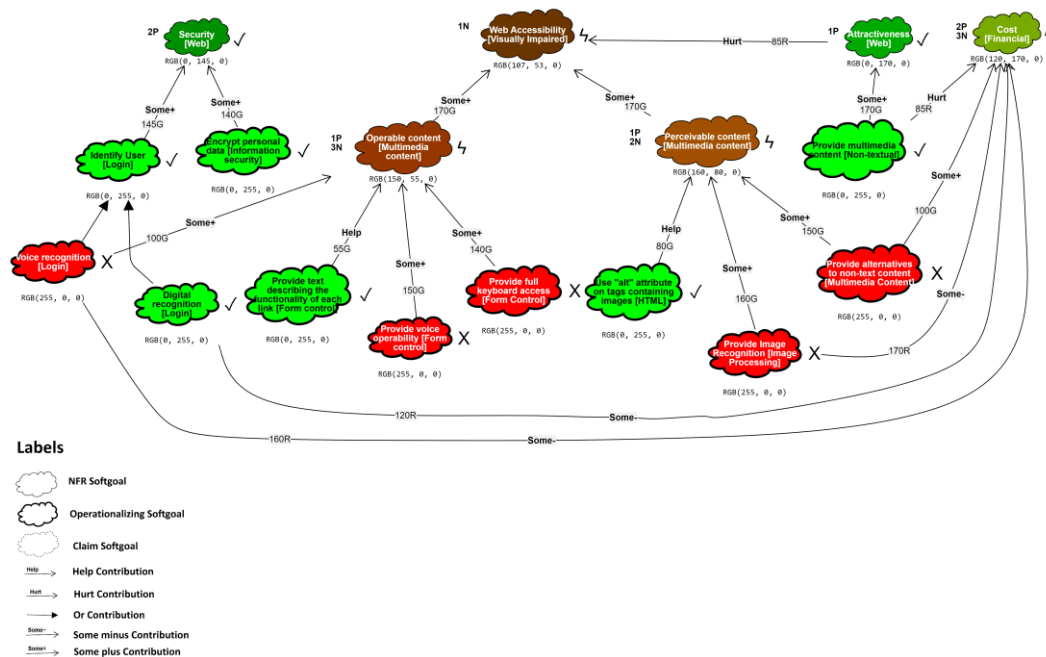 2P
Security
[Web]
RGB(0, 145, 0)
1N
Web Accessibility
[Visually Impaired]
RGB(107, 53, 0)
Hurt
85R
1P
Attractiveness
[Web]
RGB(0, 170, 0)
2P
3N
Cost
[Financial]
RGB(120, 170, 0)
Some+
145G
Some+
140G
Some+
170G
Some+
170G
Some+
170G
Hurt
85R
Identify User
[Login]
RGB(0, 255, 0)
Encrypt personal
data [Information
security]
RGB(0, 255, 0)
1P
3N
Operable content
[Multimedia
content]
RGB(150, 55, 0)
1P
2N
Perceivable content
[Multimedia content]
RGB(160, 80, 0)
Provide multimedia
content [Non-textual]
RGB(0, 255, 0)
100G
Some+
Help
55G
Some+
150G
Some+
140G
Help
80G
Some+
160G
Some+
150G
Some+
100G
Voice recognition
[Login]
X
RGB(255, 0, 0)
Digital
recognition
[Login]
RGB(0, 255, 0)
Provide text
describing the
functionality of each
link [Form control]
RGB(0, 255, 0)
Provide voice
operability [Form
control]
X
RGB(255, 0, 0)
Provide full
keyboard access
[Form Control]
X
RGB(255, 0, 0)
Use "alt" attribute
on tags containing
images [HTML]
RGB(0, 255, 0)
Provide Image
Recognition [Image
Processing]
X
RGB(255, 0, 0)
Provide alternatives
to non-text content
[Multimedia Content]
X
RGB(255, 0, 0)
Some-
170R
120R
Some-
160R
Some-
Labels
NFR Softgoal
Operationalizing Softgoal
Claim Softgoal
Help
Help Contribution
Hurt
Hurt Contribution
Or Contribution
Some-
Some minus Contribution
Some+
Some plus Contribution